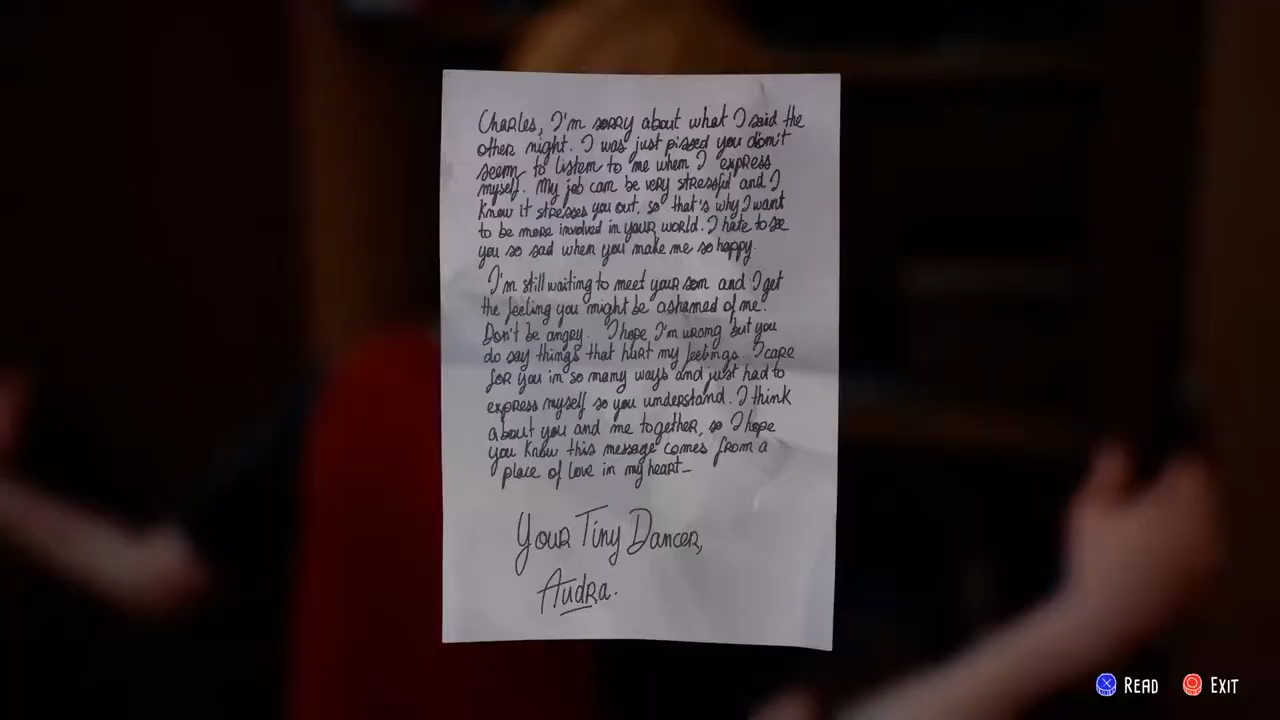 Charles, I'm sorry about what I said the
other night. I was just pissed you don't
seem to listen to me when I express
myself. My job can be very stressful and I
know it stresses you out, so that's why I want
to be more involved in your world. I hate to see
you so sad when you make me so happy.
I'm still waiting to meet your son and I get
the feeling you might be ashamed of me.
Don't be angry. I hope I'm wrong but you
do say things that hurt my feelings. I care
for you in so many ways and just had to
express myself so you understand. I think
about you and me together, so I hope
you know this message comes from a
place of love in my heart_
Your Tiny Dancer,
Audra.
READ EXIT